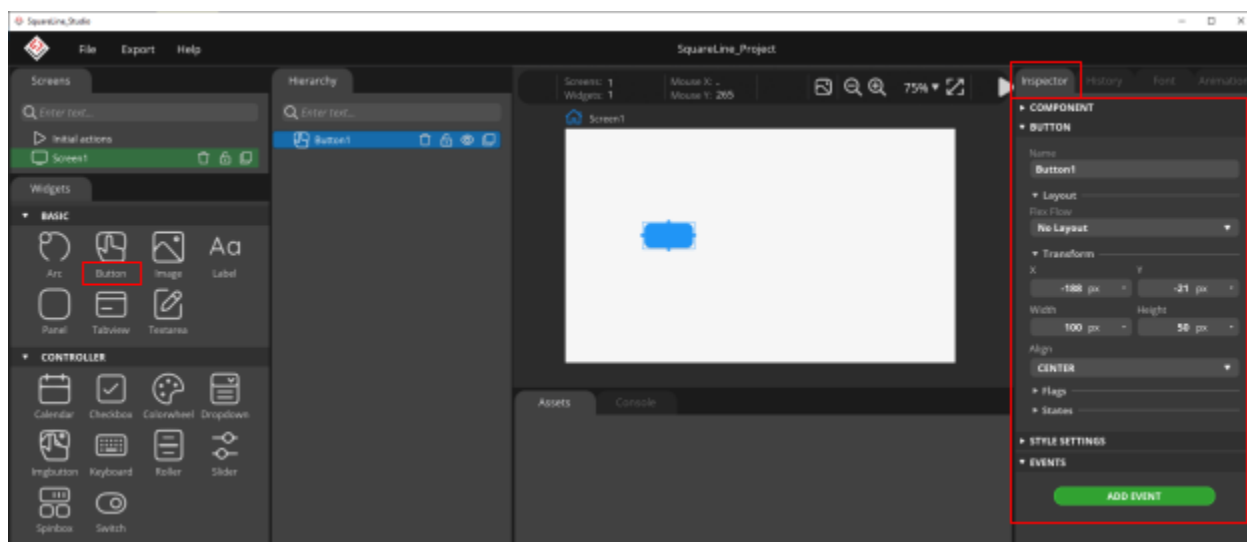 SquareLine_Studio
File Export Help
SquareLine_Project
Screens
Enter text...
Initial actions
Screen1
Widgets
BASIC
Arc Button Image Label
Panel Tabview Textarea
CONTROLLER
Calendar Checkbox Colorwheel Dropdown
Imgbutton Keyboard Roller Slider
Spinbox Switch
Hierarchy
Enter text...
Button1
Screens: 1 Mouse X: -
Widgets: 1 Mouse Y: 265
75%
Screen1
Assets Console
Inspector History Font Animation
COMPONENT
BUTTON
Name
Button1
Layout
Flex Flow
No Layout
Transform
X Y
-188 px -21 px
Width Height
100 px 50 px
Align
CENTER
Flags
States
STYLE SETTINGS
EVENTS
ADD EVENT